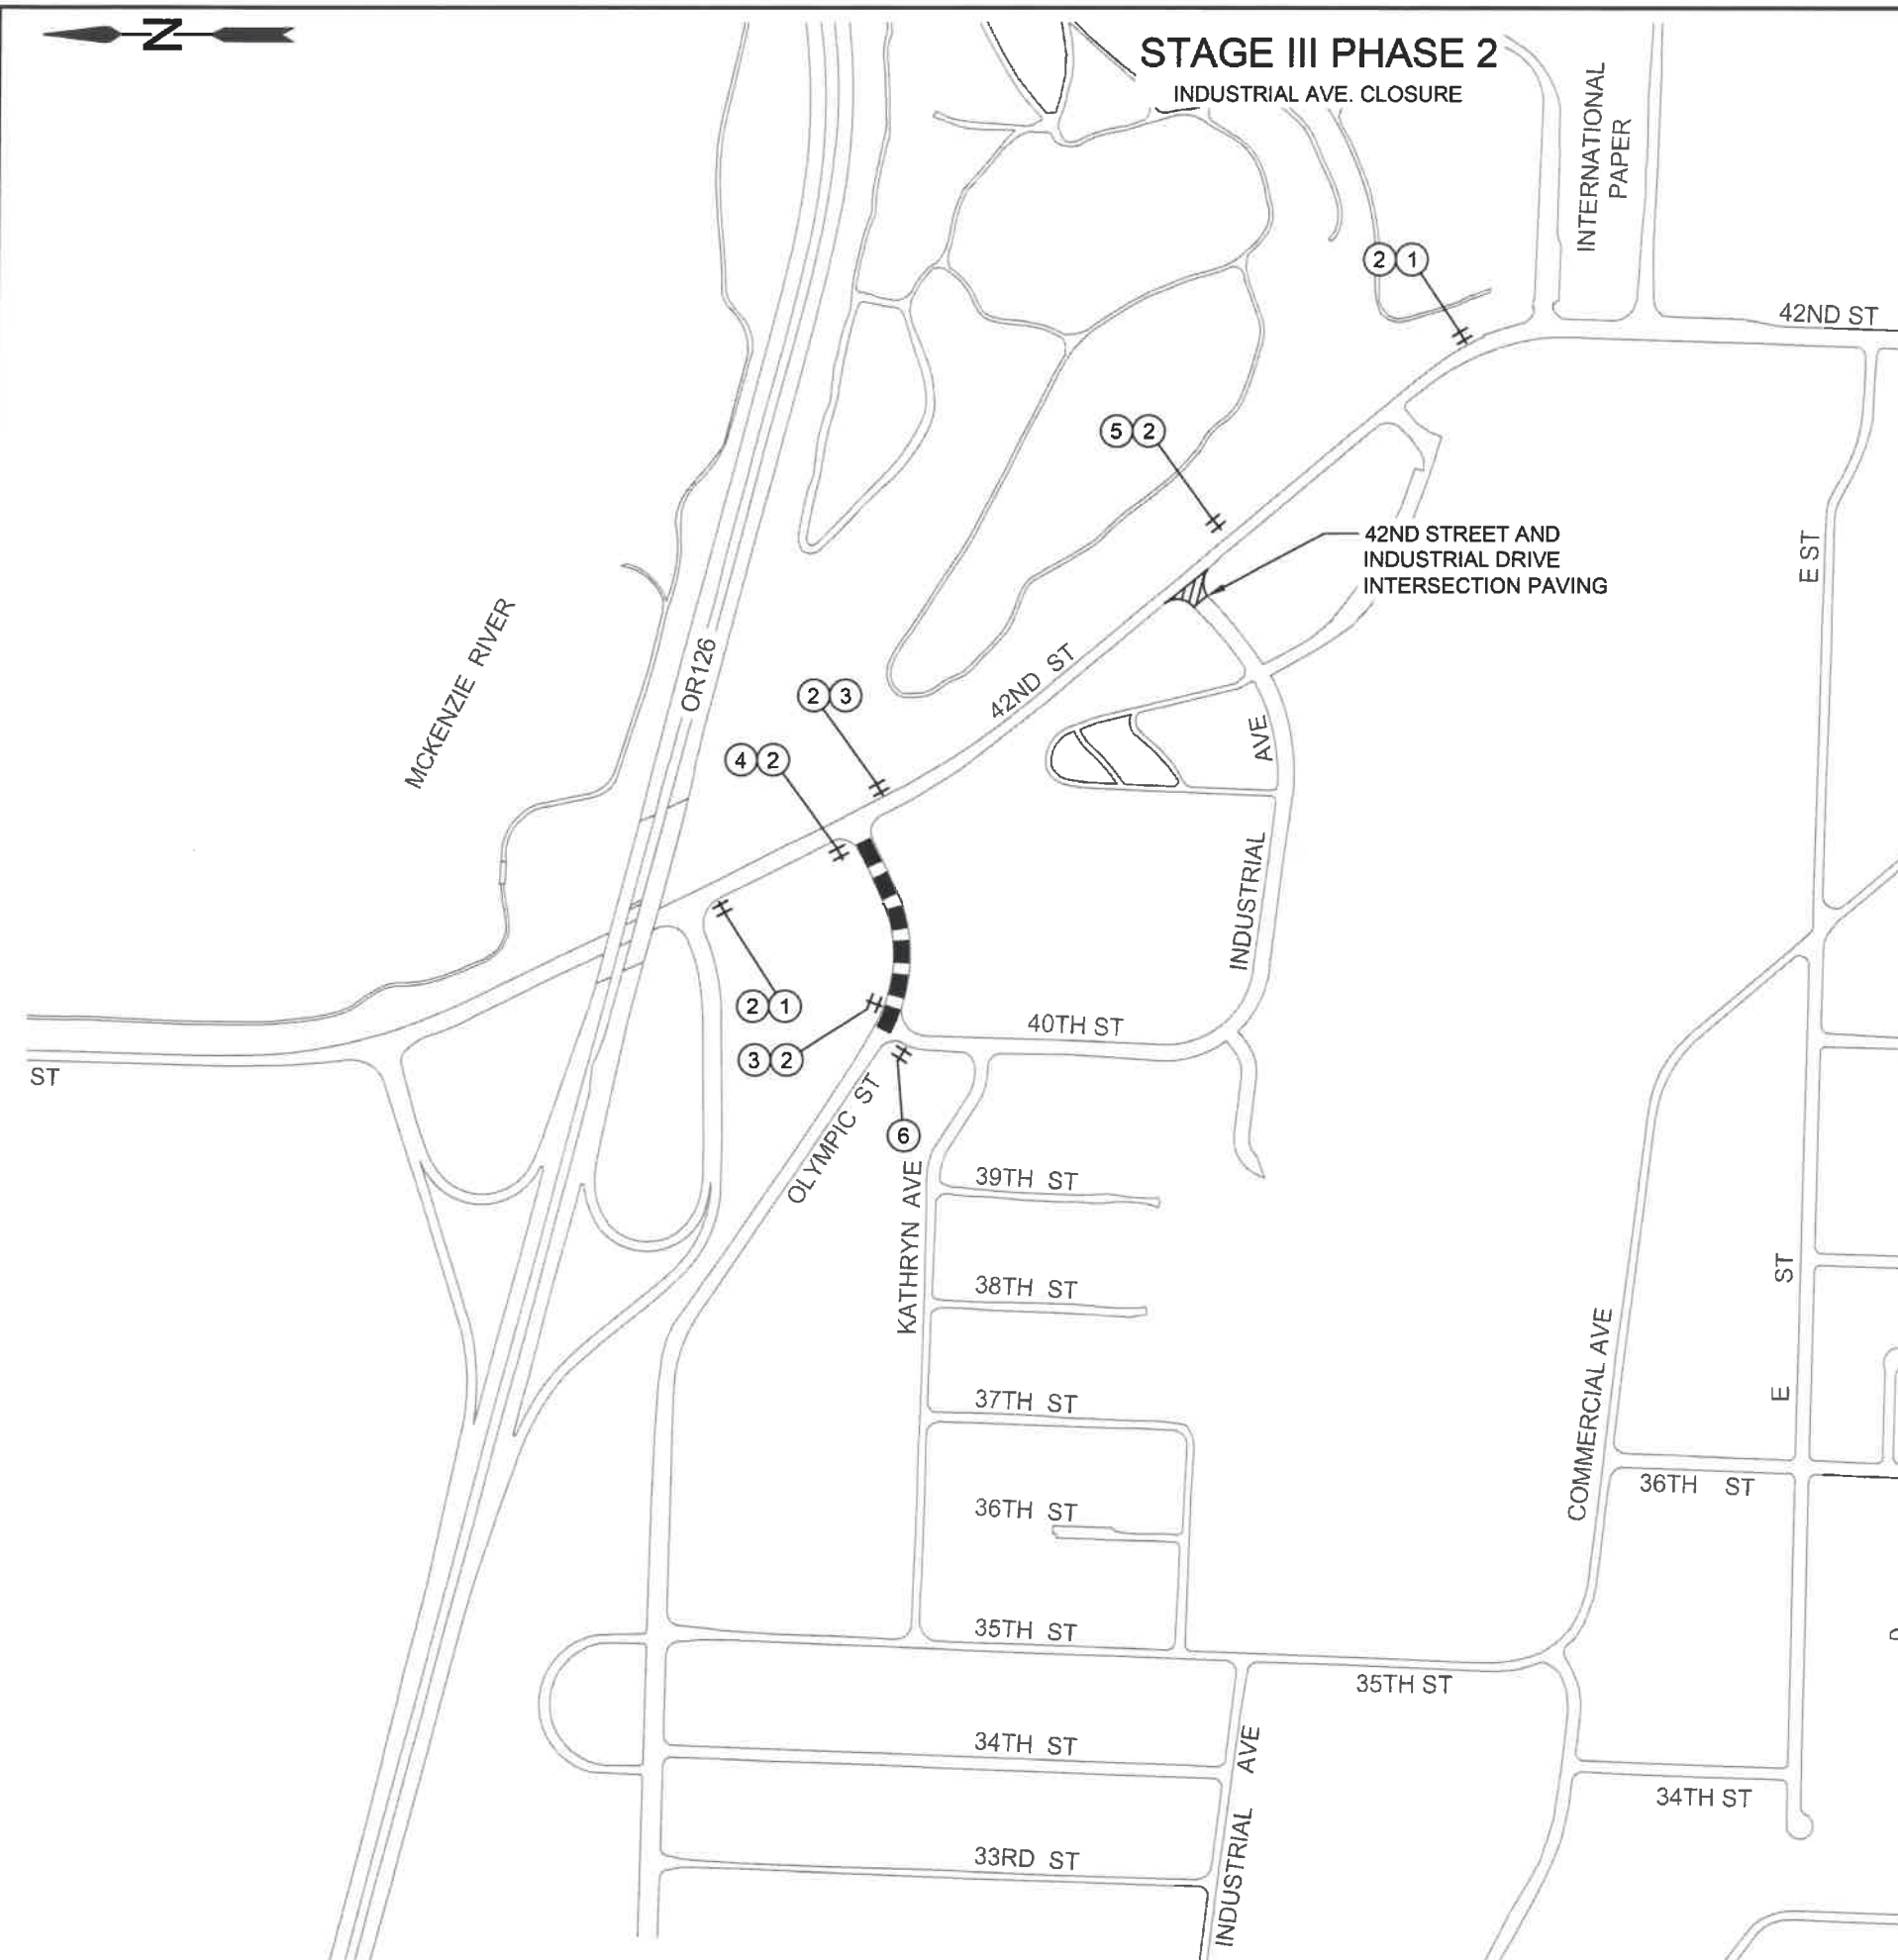 N
STAGE III PHASE 2
INDUSTRIAL AVE. CLOSURE
INTERNATIONAL
PAPER
2 1
42ND ST
5 2
42ND STREET AND
INDUSTRIAL DRIVE
INTERSECTION PAVING
E ST
MCKENZIE RIVER
OR126
42ND ST
2 3
4 2
INDUSTRIAL AVE
2 1
40TH ST
3 2
ST
OLYMPIC ST
6
KATHRYN AVE
39TH ST
38TH ST
37TH ST
36TH ST
35TH ST
35TH ST
34TH ST
33RD ST
INDUSTRIAL AVE
COMMERCIAL AVE
E ST
36TH ST
34TH ST